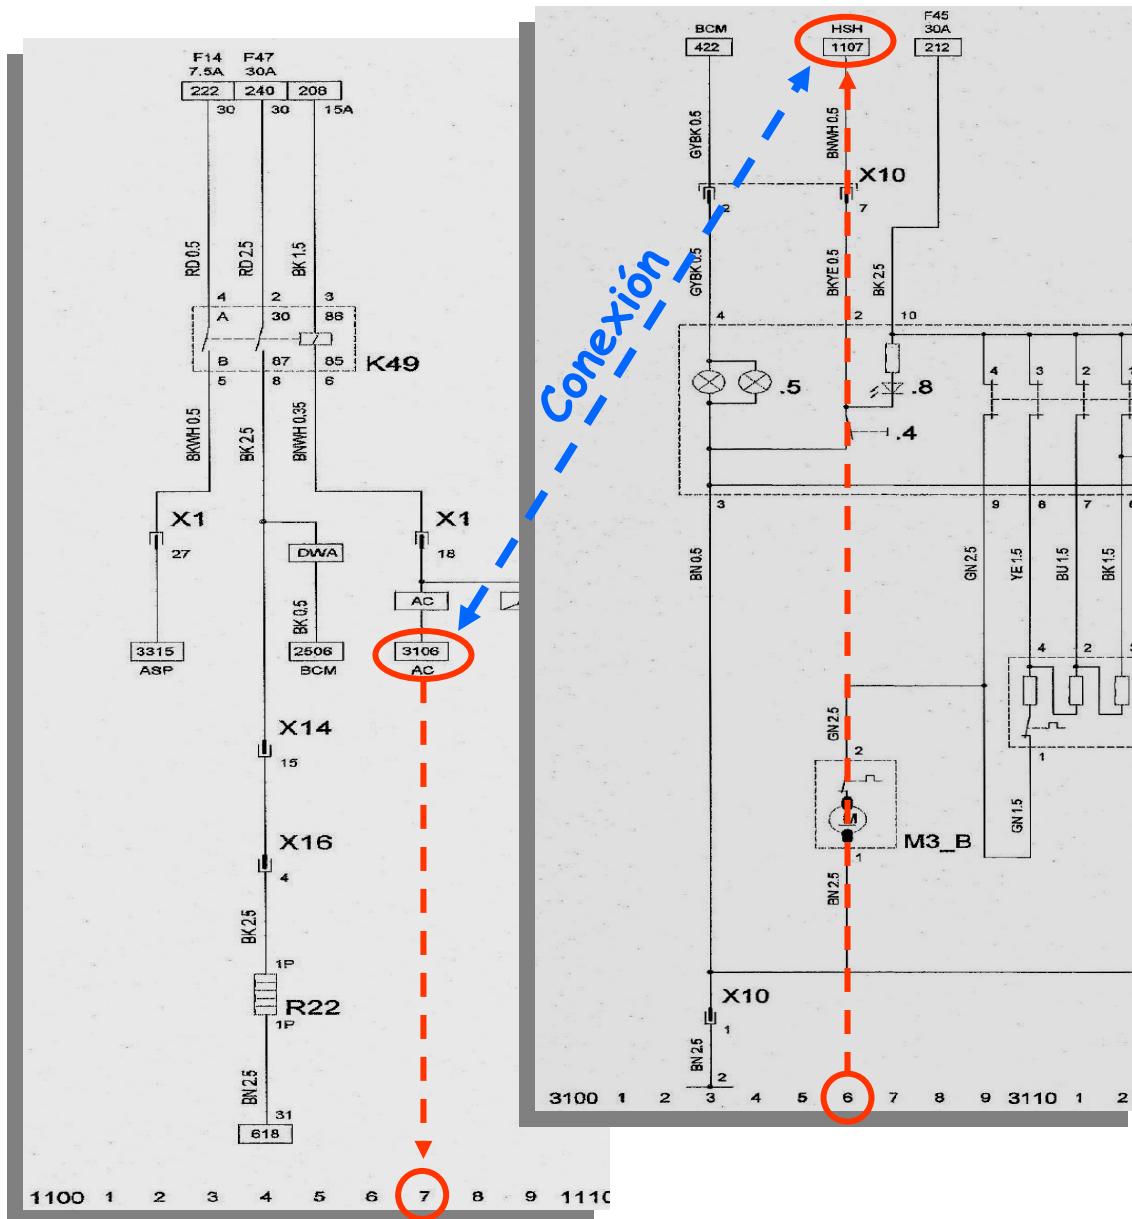 F14 F47
7.5A 30A
222 240 208
30 30 15A
RD 0.5
RD 2.5
BK 1.5
4 2 3
A 30 86
B 87 85
K49
5 8 6
BKWH 0.5
BK 2.5
BNWH 0.35
X1
27
X1
18
DWA
AC
BK 0.5
3315
ASP
2506
BCM
3106
AC
X14
15
X16
4
BK 2.5
1P
R22
1P
BN 2.5
31
618
1100 1 2 3 4 5 6 7 8 9 1110
Conexión
BCM
422
HSH
1107
F45
30A
212
GYBK 0.5
BNWH 0.5
X10
2
7
GYBK 0.5
BKYE 0.5
BK 2.5
4 2 10
.5
.8
.4
4 3 2 1
3 9 8 7 6
BN 0.5
GN 2.5
YE 1.5
BU 1.5
BK 1.5
4 2 3
1
GN 2.5
2
M
M3_B
1
GN 1.5
BN 2.5
X10
1
BN 2.5
2
3100 1 2 3 4 5 6 7 8 9 3110 1 2